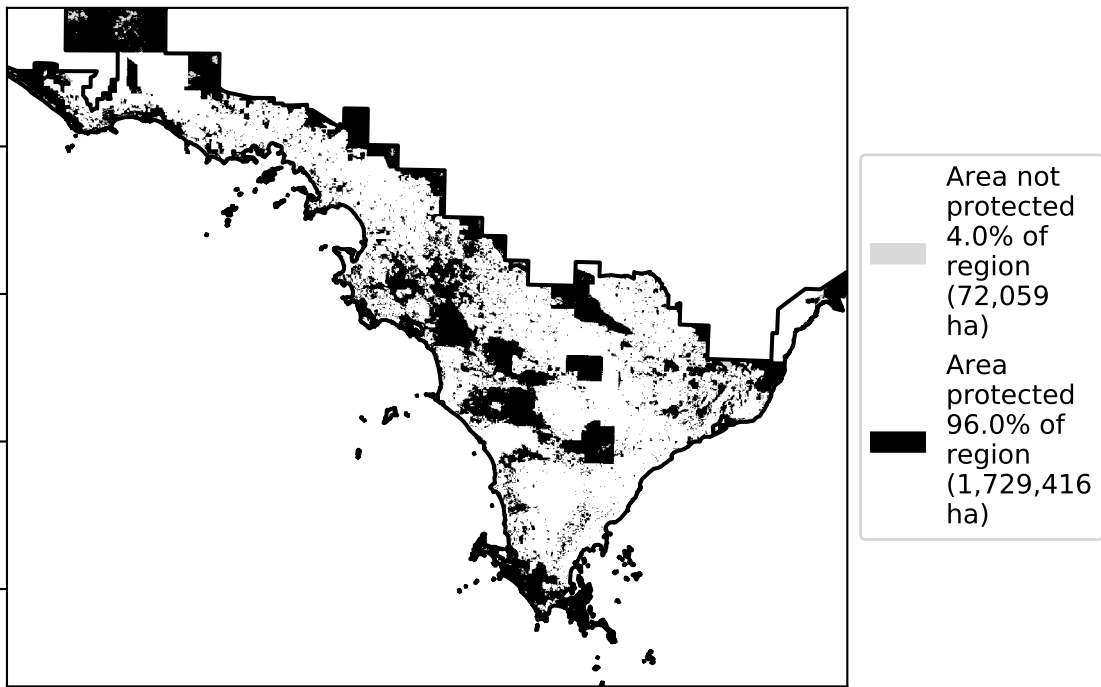 Area not
protected
4.0% of
region
(72,059
ha)
Area
protected
96.0% of
region
(1,729,416
ha)